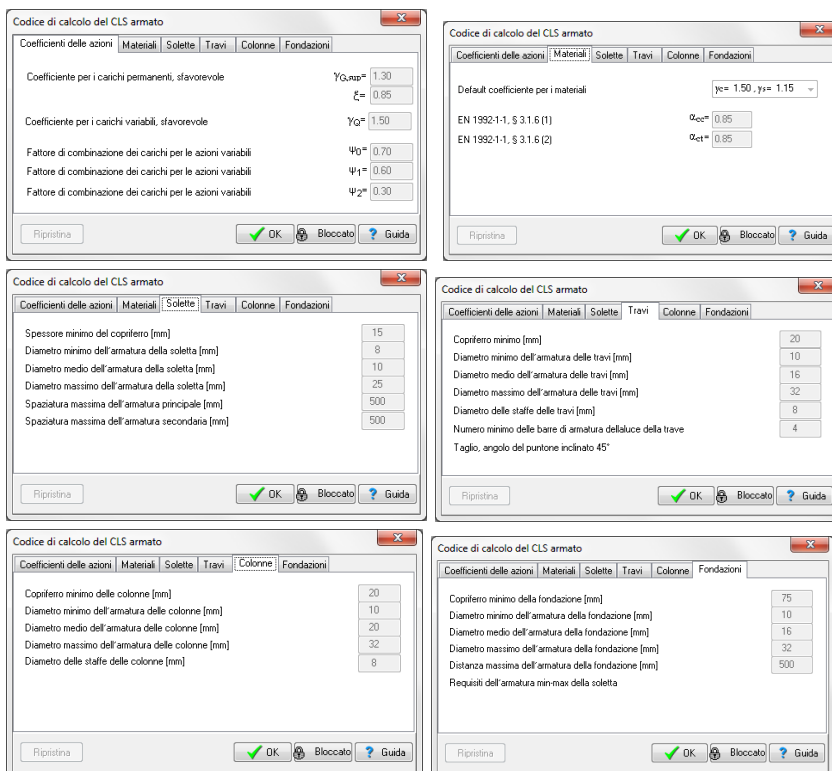 Codice di calcolo del CLS armato
Coefficienti delle azioni Materiali Solette Travi Colonne Fondazioni
Coefficiente per i carichi permanenti, sfavorevole γG,sup= 1.30
ξ= 0.85
Coefficiente per i carichi variabili, sfavorevole γQ= 1.50
Fattore di combinazione dei carichi per le azioni variabili Ψ0= 0.70
Fattore di combinazione dei carichi per le azioni variabili Ψ1= 0.60
Fattore di combinazione dei carichi per le azioni variabili Ψ2= 0.30
Ripristina OK Bloccato ? Guida
Codice di calcolo del CLS armato
Coefficienti delle azioni Materiali Solette Travi Colonne Fondazioni
Default coefficiente per i materiali γc= 1.50 , γs= 1.15
EN 1992-1-1, § 3.1.6 (1) αcc= 0.85
EN 1992-1-1, § 3.1.6 (2) αct= 0.85
Ripristina OK Bloccato ? Guida
Codice di calcolo del CLS armato
Coefficienti delle azioni Materiali Solette Travi Colonne Fondazioni
Spessore minimo del copriferro [mm] 15
Diametro minimo dell'armatura della soletta [mm] 8
Diametro medio dell'armatura della soletta [mm] 10
Diametro massimo dell'armatura della soletta [mm] 25
Spaziatura massima dell'armatura principale [mm] 500
Spaziatura massima dell'armatura secondaria [mm] 500
Ripristina OK Bloccato ? Guida
Codice di calcolo del CLS armato
Coefficienti delle azioni Materiali Solette Travi Colonne Fondazioni
Copriferro minimo [mm] 20
Diametro minimo dell'armatura delle travi [mm] 10
Diametro medio dell'armatura delle travi [mm] 16
Diametro massimo dell'armatura delle travi [mm] 32
Diametro delle staffe delle travi [mm] 8
Numero minimo delle barre di armatura dellaluce della trave 4
Taglio, angolo del puntone inclinato 45°
Ripristina OK Bloccato ? Guida
Codice di calcolo del CLS armato
Coefficienti delle azioni Materiali Solette Travi Colonne Fondazioni
Copriferro minimo delle colonne [mm] 20
Diametro minimo dell'armatura delle colonne [mm] 10
Diametro medio dell'armatura delle colonne [mm] 20
Diametro massimo dell'armatura delle colonne [mm] 32
Diametro delle staffe delle colonne [mm] 8
Ripristina OK Bloccato ? Guida
Codice di calcolo del CLS armato
Coefficienti delle azioni Materiali Solette Travi Colonne Fondazioni
Copriferro minimo della fondazione [mm] 75
Diametro minimo dell'armatura della fondazione [mm] 10
Diametro medio dell'armatura della fondazione [mm] 16
Diametro massimo dell'armatura della fondazione [mm] 32
Distanza massima dell'armatura della fondazione [mm] 500
Requisiti dell'armatura min-max della soletta
Ripristina OK Bloccato ? Guida